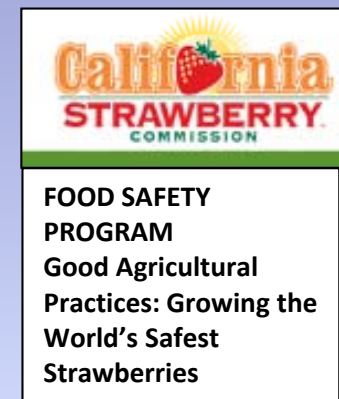 California
STRAWBERRY
COMMISSION
FOOD SAFETY
PROGRAM
Good Agricultural
Practices: Growing the
World's Safest
Strawberries